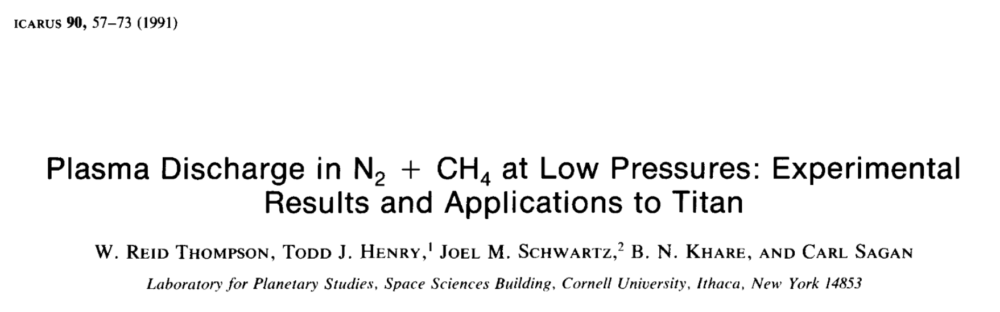 ICARUS 90, 57–73 (1991)
Plasma Discharge in N₂ + CH₄ at Low Pressures: Experimental
Results and Applications to Titan
W. REID THOMPSON, TODD J. HENRY,¹ JOEL M. SCHWARTZ,² B. N. KHARE, AND CARL SAGAN
Laboratory for Planetary Studies, Space Sciences Building, Cornell University, Ithaca, New York 14853